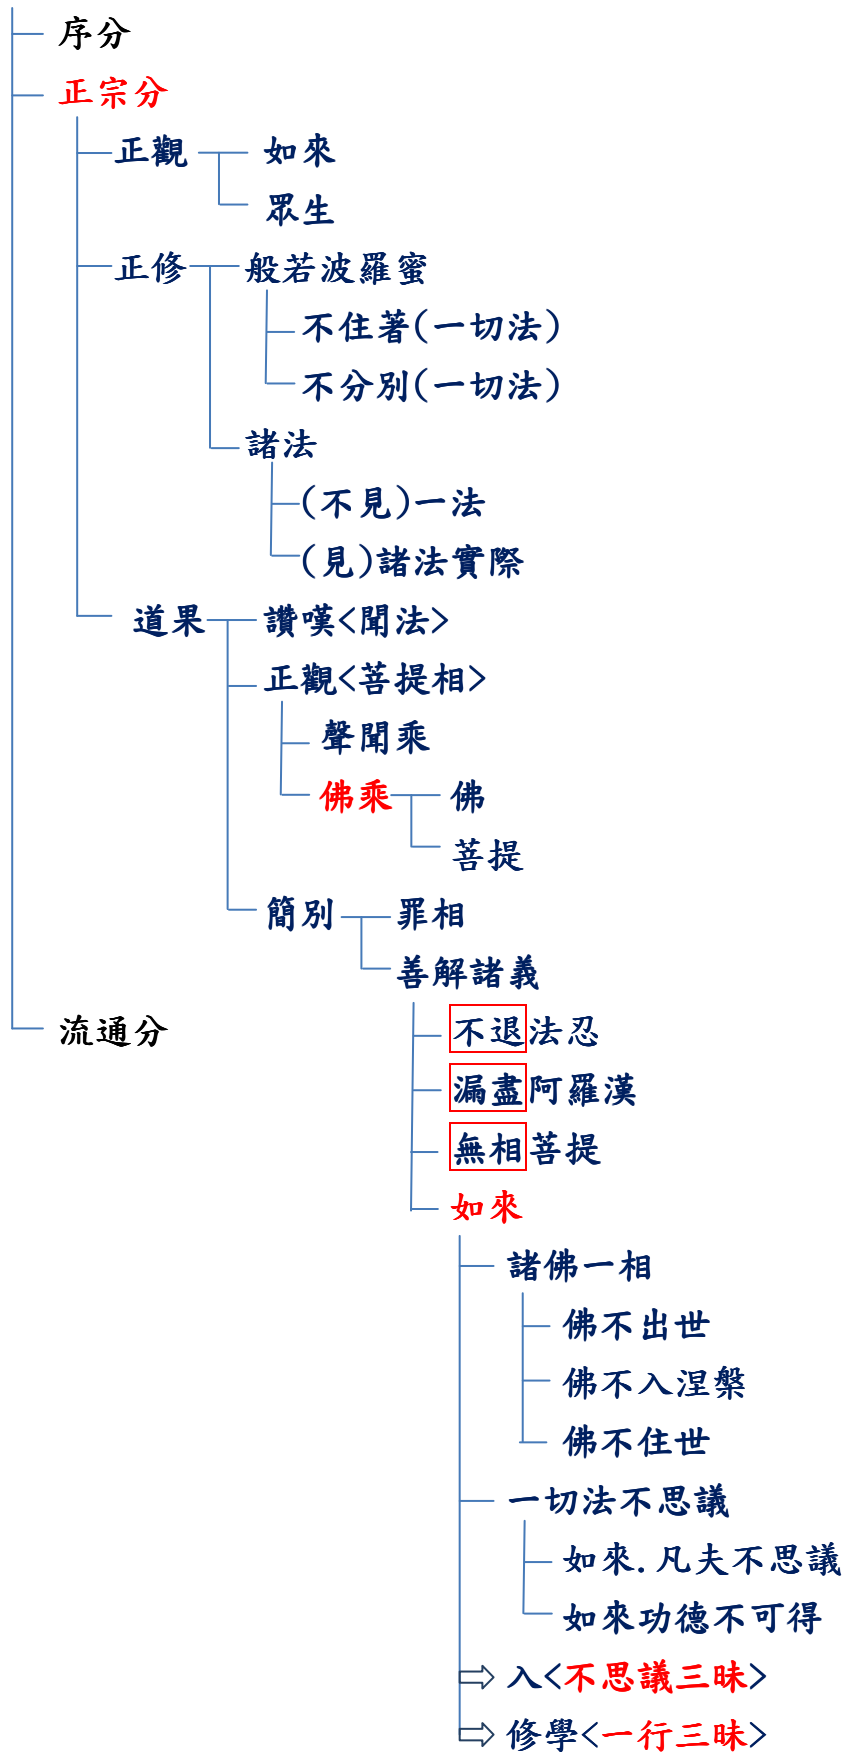 序分
正宗分
正觀 如來
眾生
正修 般若波羅蜜
不住著(一切法)
不分別(一切法)
諸法
(不見)一法
(見)諸法實際
道果 讚嘆<聞法>
正觀<菩提相>
聲聞乘
佛乘 佛
菩提
簡別 罪相
善解諸義
流通分 不退法忍
漏盡阿羅漢
無相菩提
如來
諸佛一相
佛不出世
佛不入涅槃
佛不住世
一切法不思議
如來.凡夫不思議
如來功德不可得
入<不思議三昧>
修學<一行三昧>